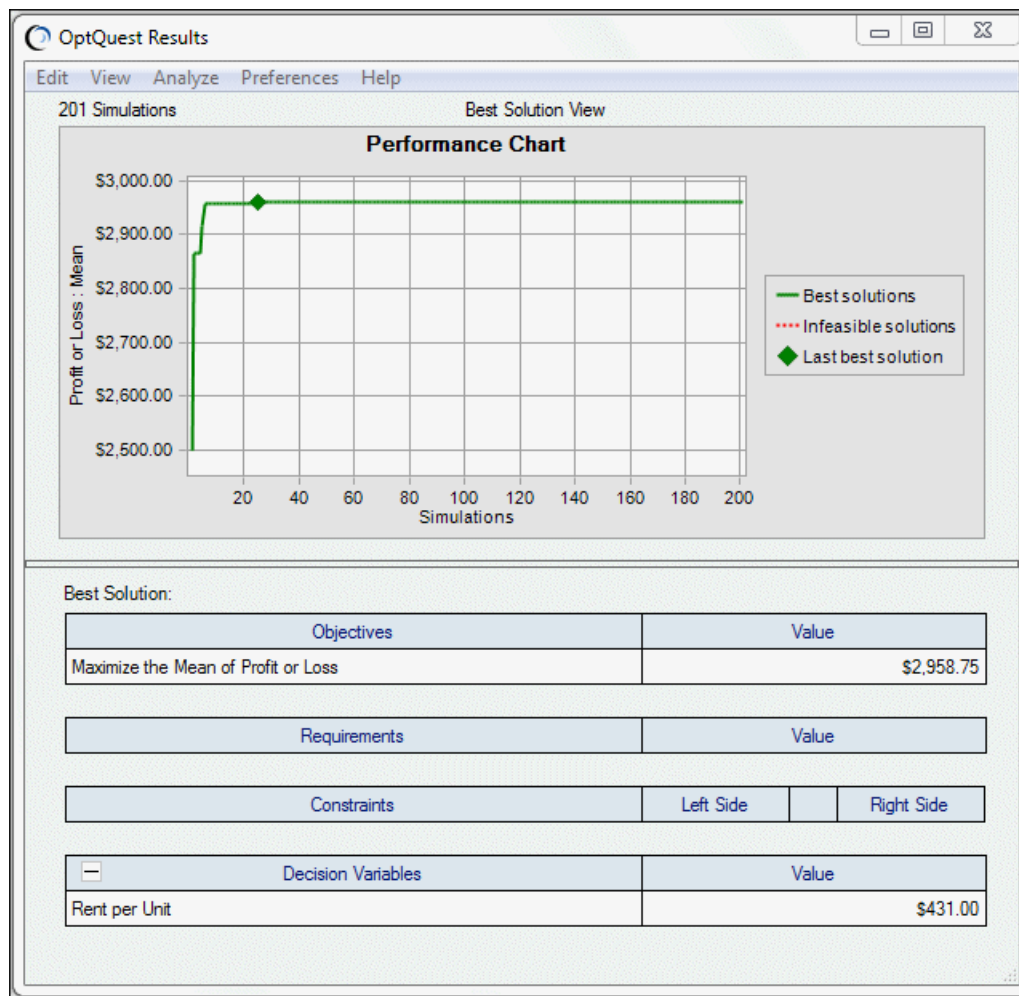 OptQuest Results
Edit View Analyze Preferences Help
201 Simulations Best Solution View
Performance Chart
$3,000.00
$2,900.00
$2,800.00
$2,700.00
$2,600.00
$2,500.00
Profit or Loss : Mean
20 40 60 80 100 120 140 160 180 200
Simulations
Best solutions
Infeasible solutions
Last best solution
Best Solution:
Objectives Value
Maximize the Mean of Profit or Loss $2,958.75
Requirements Value
Constraints Left Side Right Side
Decision Variables Value
Rent per Unit $431.00